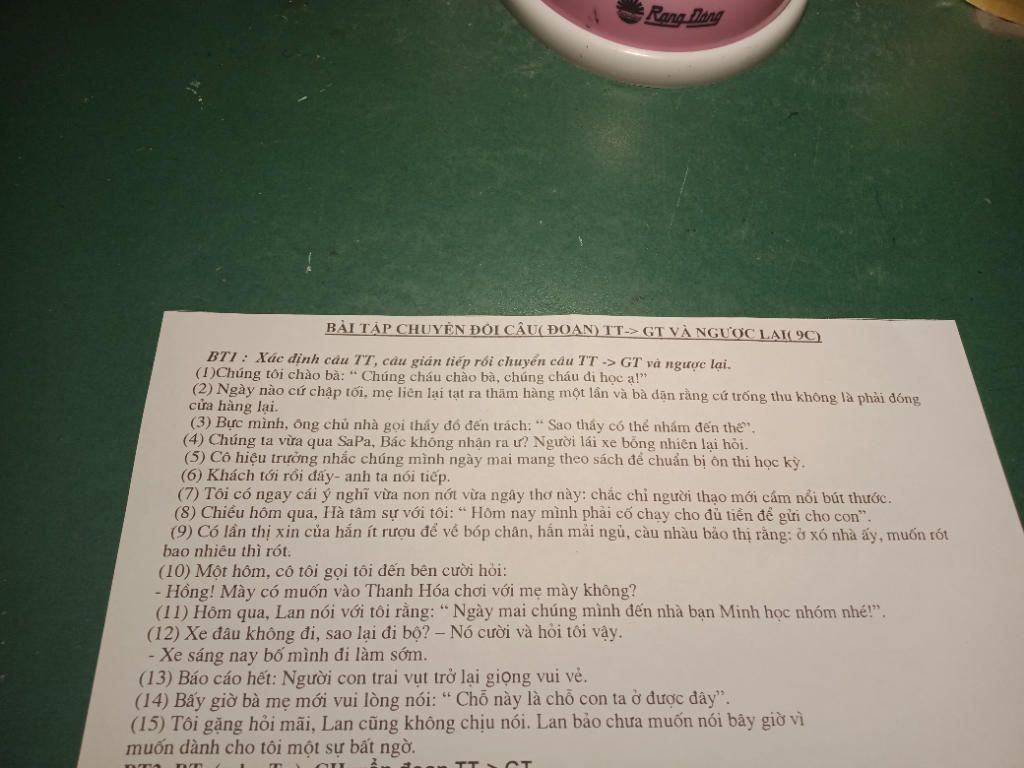 Rạng Đông
BÀI TẬP CHUYỂN ĐỔI CÂU( ĐOẠN) TT-> GT VÀ NGƯỢC LẠI( 9C)
BT1 : Xác định câu TT, câu gián tiếp rồi chuyển câu TT -> GT và ngược lại.
(1)Chúng tôi chào bà: “ Chúng cháu chào bà, chúng cháu đi học ạ!”
(2) Ngày nào cứ chập tối, mẹ liên lại tạt ra thăm hàng một lần và bà dặn rằng cứ trống thu không là phải đóng
cửa hàng lại.
(3) Bực mình, ông chủ nhà gọi thầy đồ đến trách: “ Sao thầy có thể nhầm đến thế”.
(4) Chúng ta vừa qua SaPa, Bác không nhận ra ư? Người lái xe bỗng nhiên lại hỏi.
(5) Cô hiệu trưởng nhắc chúng mình ngày mai mang theo sách để chuẩn bị ôn thi học kỳ.
(6) Khách tới rồi đấy- anh ta nói tiếp.
(7) Tôi có ngay cái ý nghĩ vừa non nớt vừa ngây thơ này: chắc chỉ người thạo mới cầm nổi bút thước.
(8) Chiều hôm qua, Hà tâm sự với tôi: “ Hôm nay mình phải cố chạy cho đủ tiền để gửi cho con”.
(9) Có lần thị xin của hắn ít rượu để về bóp chân, hắn mải ngủ, càu nhàu bảo thị rằng: ở xó nhà ấy, muốn rót
bao nhiêu thì rót.
(10) Một hôm, cô tôi gọi tôi đến bên cười hỏi:
- Hồng! Mày có muốn vào Thanh Hóa chơi với mẹ mày không?
(11) Hôm qua, Lan nói với tôi rằng: “ Ngày mai chúng mình đến nhà bạn Minh học nhóm nhé!”.
(12) Xe đâu không đi, sao lại đi bộ? – Nó cười và hỏi tôi vậy.
- Xe sáng nay bố mình đi làm sớm.
(13) Báo cáo hết: Người con trai vụt trở lại giọng vui vẻ.
(14) Bấy giờ bà mẹ mới vui lòng nói: “ Chỗ này là chỗ con ta ở được đây”.
(15) Tôi gặng hỏi mãi, Lan cũng không chịu nói. Lan bảo chưa muốn nói bây giờ vì
muốn dành cho tôi một sự bất ngờ.